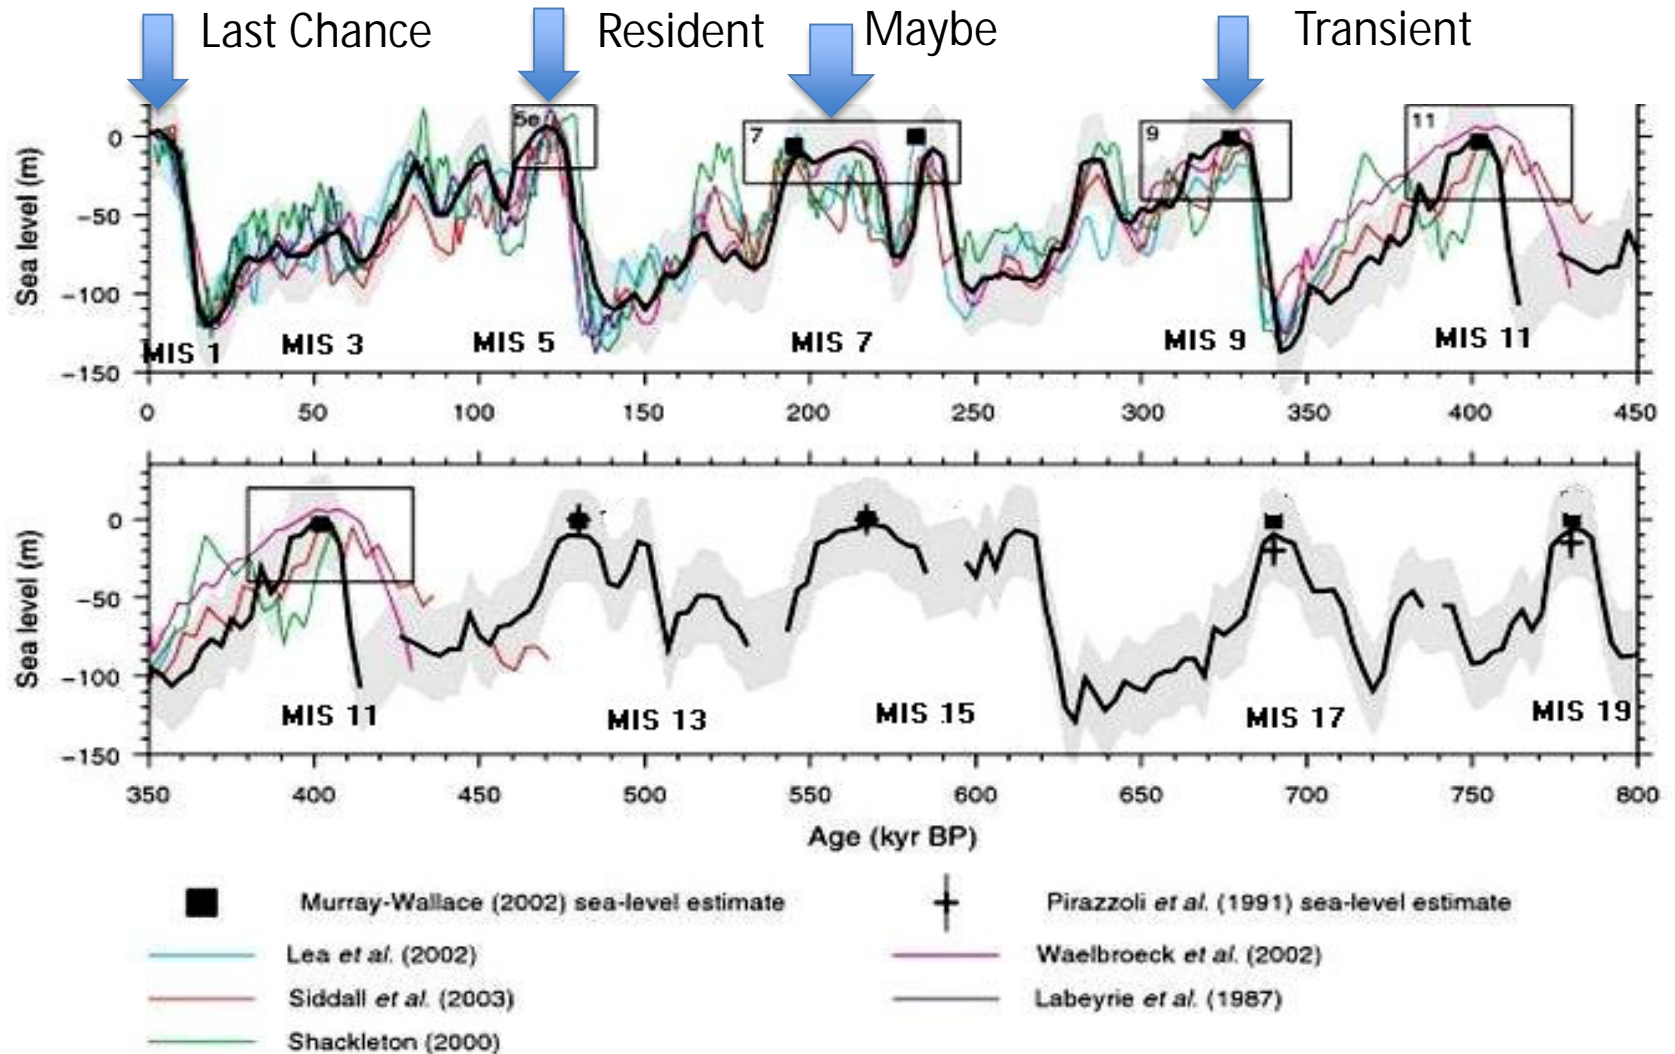 Last Chance
Resident
Maybe
Transient
5e
7
9
11
Sea level (m)
0
−50
−100
−150
MIS 1
MIS 3
MIS 5
MIS 7
MIS 9
MIS 11
0 50 100 150 200 250 300 350 400 450
Sea level (m)
0
−50
−100
−150
MIS 11
MIS 13
MIS 15
MIS 17
MIS 19
350 400 450 500 550 600 650 700 750 800
Age (kyr BP)
Murray-Wallace (2002) sea-level estimate
Pirazzoli et al. (1991) sea-level estimate
Lea et al. (2002)
Waelbroeck et al. (2002)
Siddall et al. (2003)
Labeyrie et al. (1987)
Shackleton (2000)